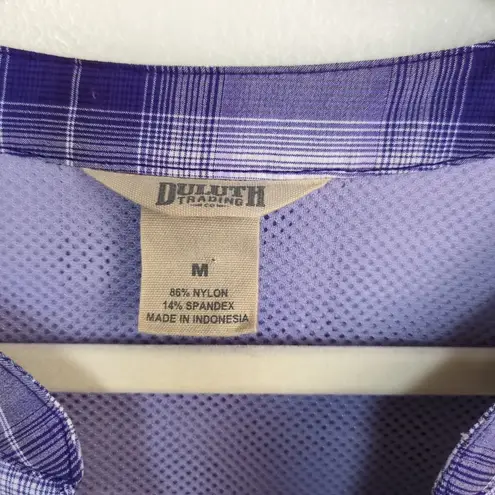 DULUTH
TRADING
CO
M
86% NYLON
14% SPANDEX
MADE IN INDONESIA